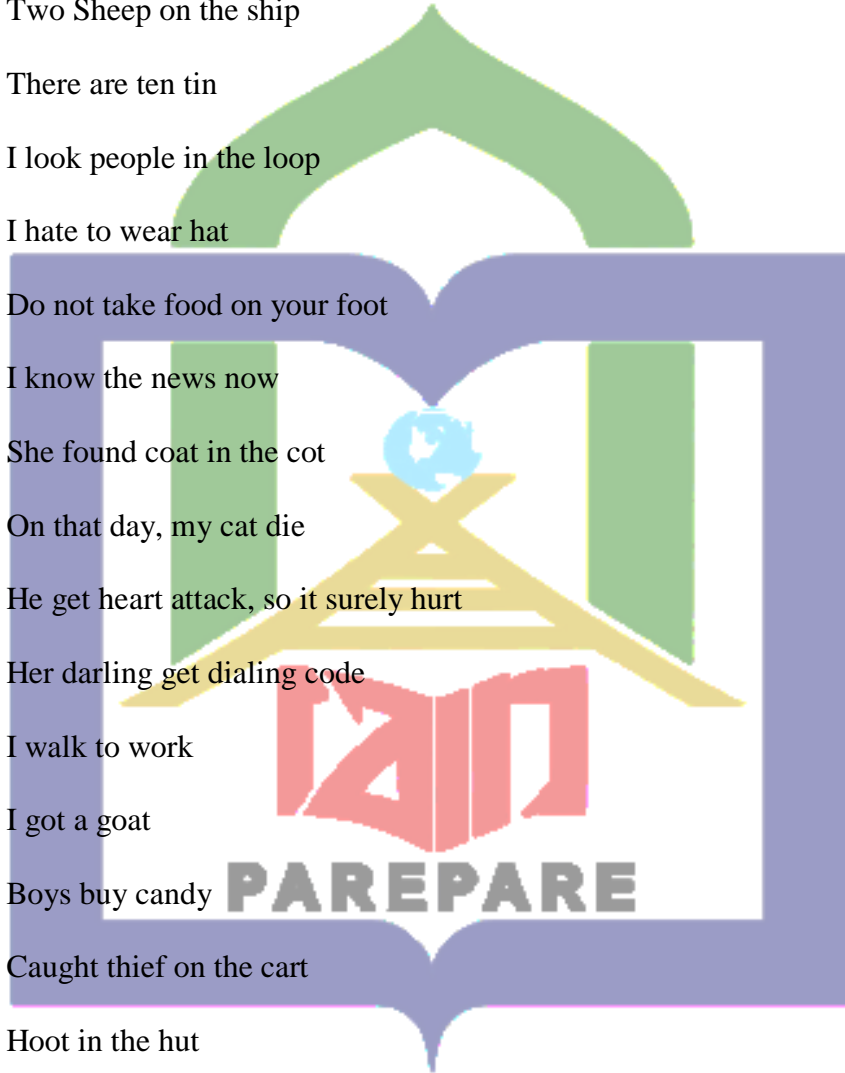 Two Sheep on the ship
There are ten tin
I look people in the loop
I hate to wear hat
Do not take food on your foot
I know the news now
She found coat in the cot
On that day, my cat die
He get heart attack, so it surely hurt
Her darling get dialing code
I walk to work
I got a goat
Boys buy candy
Caught thief on the cart
Hoot in the hut
iain
PAREPARE